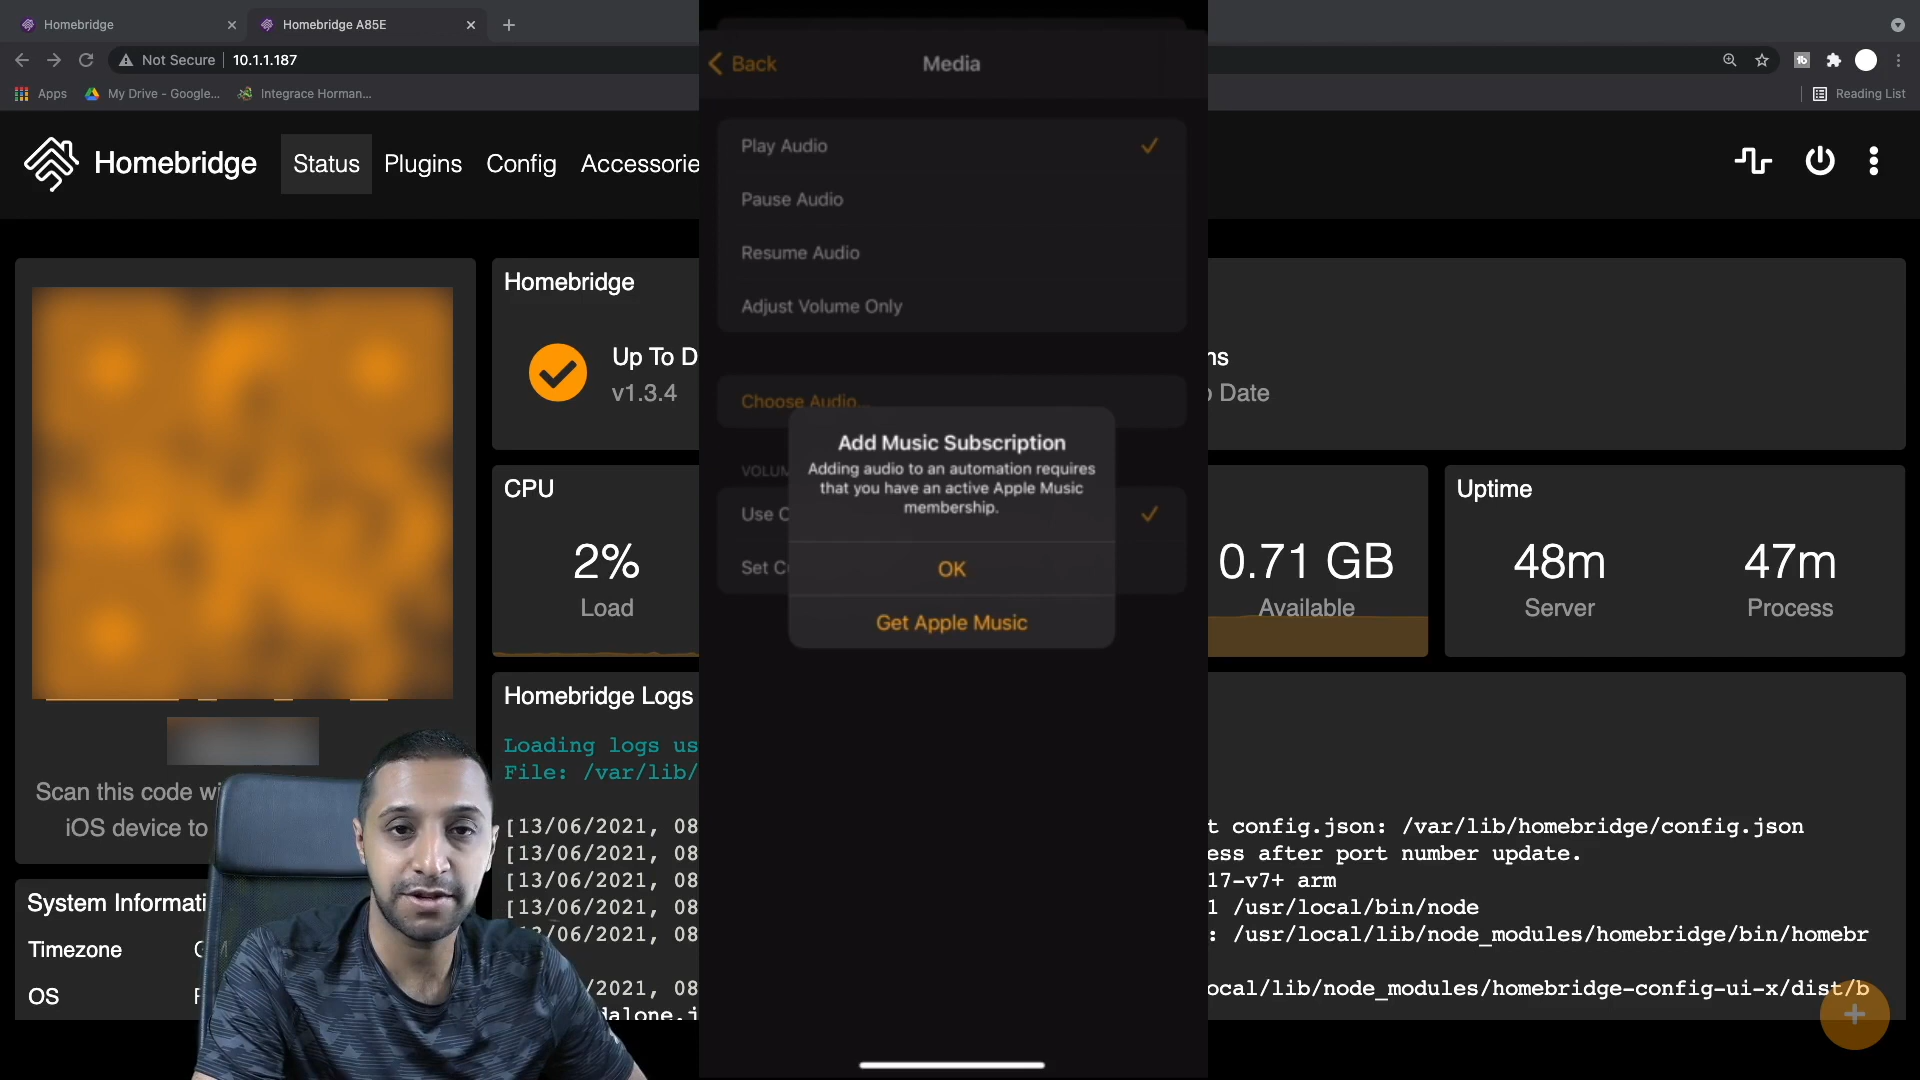 Homebridge
Homebridge A85E
Not Secure
10.1.1.187
Apps
My Drive - Google...
Integrace Horman...
Reading List
Homebridge
Status
Plugins
Config
Accessorie
Back
Media
Play Audio
Pause Audio
Resume Audio
Adjust Volume Only
Choose Audio...
VOLUM
Use C
Set C
Add Music Subscription
Adding audio to an automation requires
that you have an active Apple Music
membership.
OK
Get Apple Music
Homebridge
Up To D
v1.3.4
ns
Date
CPU
2%
Load
0.71 GB
Available
Uptime
48m
Server
47m
Process
Homebridge Logs
Loading logs us
File: /var/lib/
[13/06/2021, 08
t config.json: /var/lib/homebridge/config.json
[13/06/2021, 08
ess after port number update.
[13/06/2021, 08
17-v7+ arm
[13/06/2021, 08
1 /usr/local/bin/node
/06/2021, 08
: /usr/local/lib/node_modules/homebridge/bin/homebr
/2021, 08
ocal/lib/node_modules/homebridge-config-ui-x/dist/b
dalone.j
Scan this code wi
iOS device to
System Informati
Timezone
OS